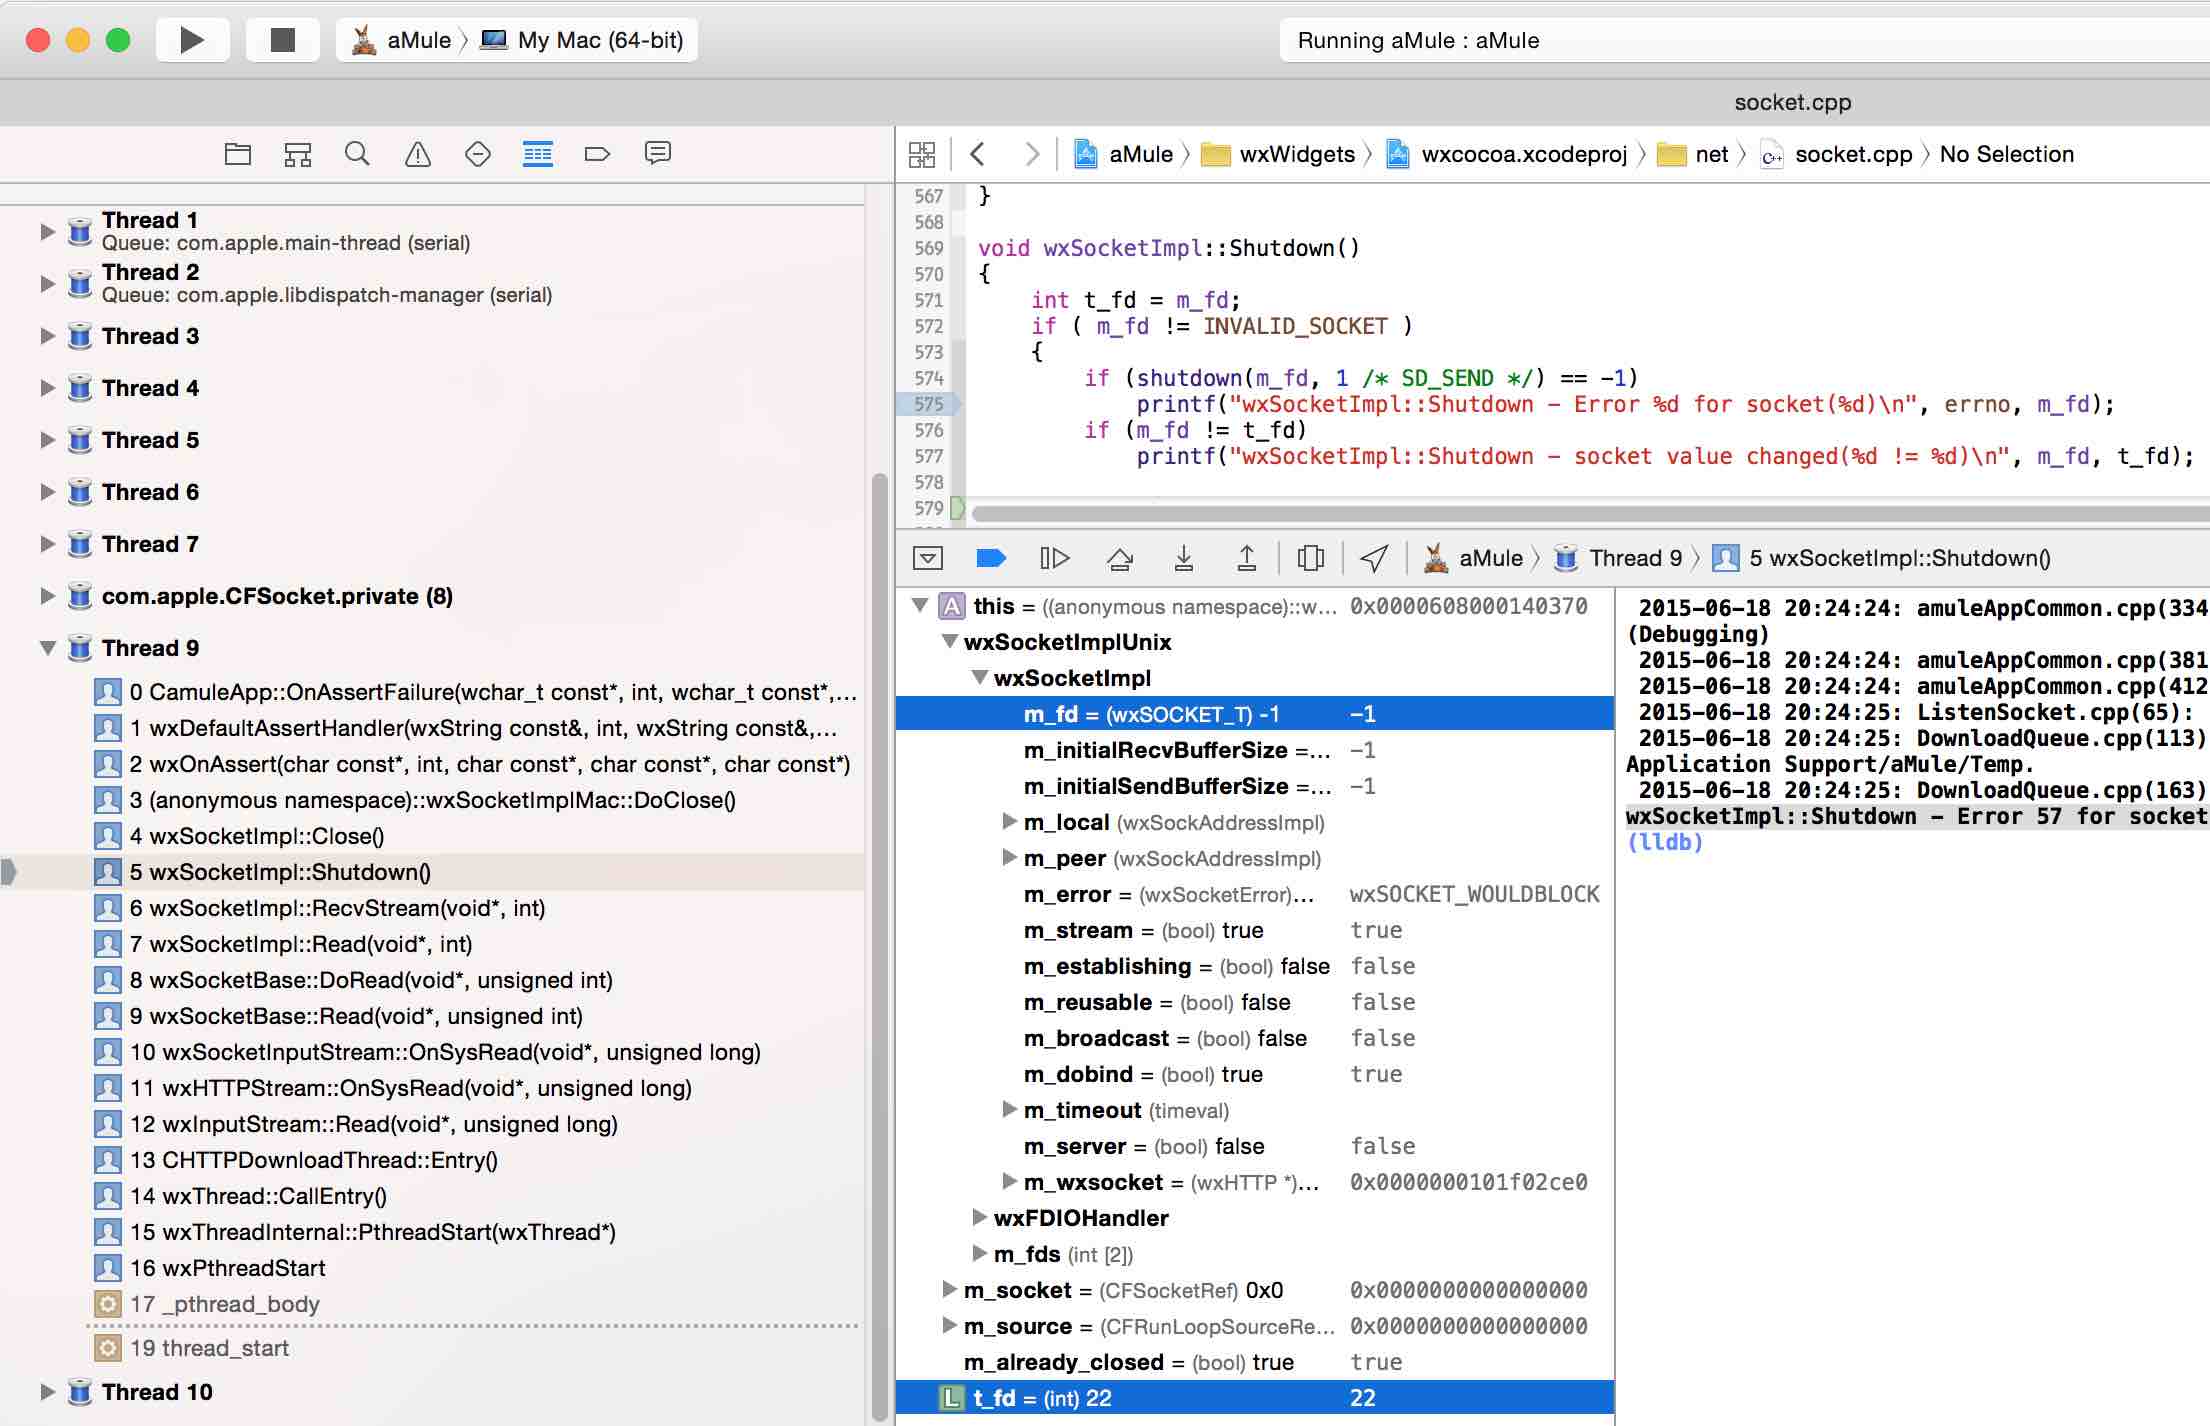 aMule 〉 My Mac (64-bit)
Running aMule : aMule
socket.cpp
aMule 〉 wxWidgets 〉 wxcocoa.xcodeproj 〉 net 〉 socket.cpp 〉 No Selection
Thread 1
Queue: com.apple.main-thread (serial)
Thread 2
Queue: com.apple.libdispatch-manager (serial)
Thread 3
Thread 4
Thread 5
Thread 6
Thread 7
com.apple.CFSocket.private (8)
Thread 9
0 CamuleApp::OnAssertFailure(wchar_t const*, int, wchar_t const*,...
1 wxDefaultAssertHandler(wxString const&, int, wxString const&,...
2 wxOnAssert(char const*, int, char const*, char const*, char const*)
3 (anonymous namespace)::wxSocketImplMac::DoClose()
4 wxSocketImpl::Close()
5 wxSocketImpl::Shutdown()
6 wxSocketImpl::RecvStream(void*, int)
7 wxSocketImpl::Read(void*, int)
8 wxSocketBase::DoRead(void*, unsigned int)
9 wxSocketBase::Read(void*, unsigned int)
10 wxSocketInputStream::OnSysRead(void*, unsigned long)
11 wxHTTPStream::OnSysRead(void*, unsigned long)
12 wxInputStream::Read(void*, unsigned long)
13 CHTTPDownloadThread::Entry()
14 wxThread::CallEntry()
15 wxThreadInternal::PthreadStart(wxThread*)
16 wxPthreadStart
17 _pthread_body
19 thread_start
Thread 10
567 }
568
569 void wxSocketImpl::Shutdown()
570 {
571 int t_fd = m_fd;
572 if ( m_fd != INVALID_SOCKET )
573 {
574 if (shutdown(m_fd, 1 /* SD_SEND */) == -1)
575 printf("wxSocketImpl::Shutdown - Error %d for socket(%d)\n", errno, m_fd);
576 if (m_fd != t_fd)
577 printf("wxSocketImpl::Shutdown - socket value changed(%d != %d)\n", m_fd, t_fd);
578
579
aMule 〉 Thread 9 〉 5 wxSocketImpl::Shutdown()
A this = ((anonymous namespace)::w... 0x0000608000140370
wxSocketImplUnix
wxSocketImpl
m_fd = (wxSOCKET_T) -1 -1
m_initialRecvBufferSize =... -1
m_initialSendBufferSize =... -1
m_local (wxSockAddressImpl)
m_peer (wxSockAddressImpl)
m_error = (wxSocketError)... wxSOCKET_WOULDBLOCK
m_stream = (bool) true true
m_establishing = (bool) false false
m_reusable = (bool) false false
m_broadcast = (bool) false false
m_dobind = (bool) true true
m_timeout (timeval)
m_server = (bool) false false
m_wxsocket = (wxHTTP *)... 0x0000000101f02ce0
wxFDIOHandler
m_fds (int [2])
m_socket = (CFSocketRef) 0x0 0x0000000000000000
m_source = (CFRunLoopSourceRe... 0x0000000000000000
m_already_closed = (bool) true true
L t_fd = (int) 22 22
2015-06-18 20:24:24: amuleAppCommon.cpp(334
(Debugging)
2015-06-18 20:24:24: amuleAppCommon.cpp(381
2015-06-18 20:24:24: amuleAppCommon.cpp(412
2015-06-18 20:24:25: ListenSocket.cpp(65):
2015-06-18 20:24:25: DownloadQueue.cpp(113)
Application Support/aMule/Temp.
2015-06-18 20:24:25: DownloadQueue.cpp(163)
wxSocketImpl::Shutdown - Error 57 for socket
(lldb)